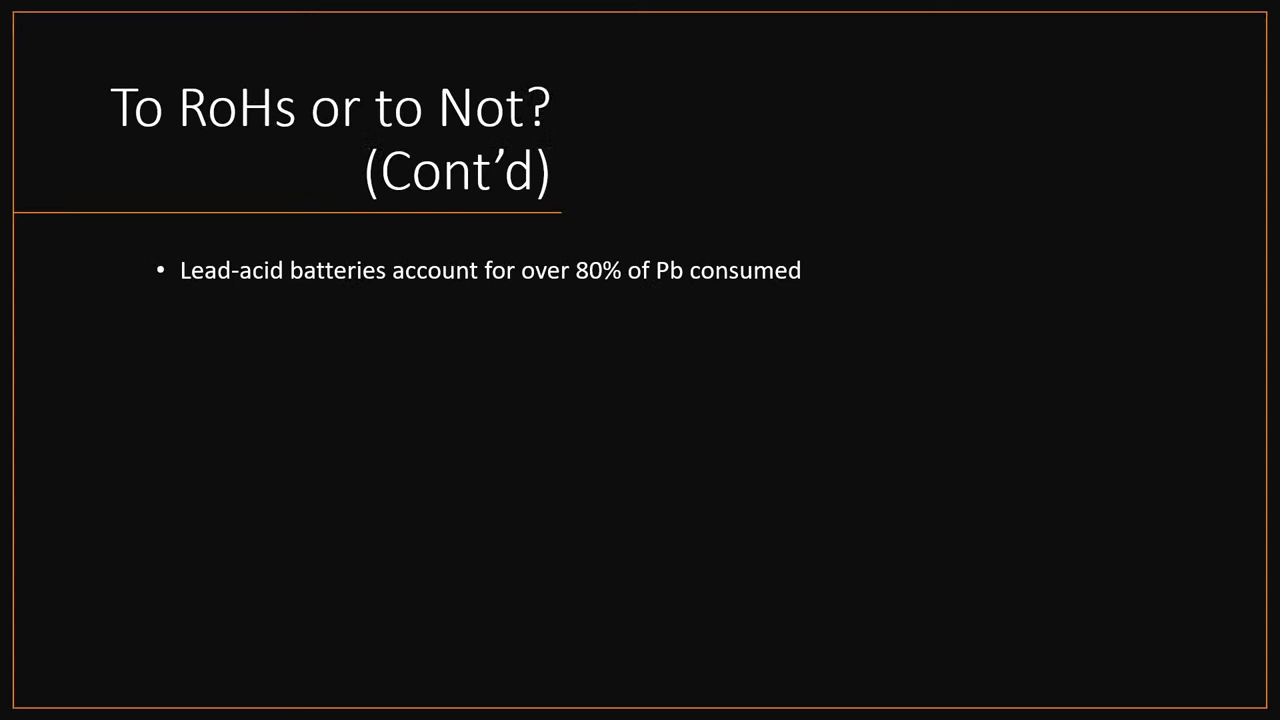 To RoHs or to Not?
(Cont’d)
• Lead-acid batteries account for over 80% of Pb consumed